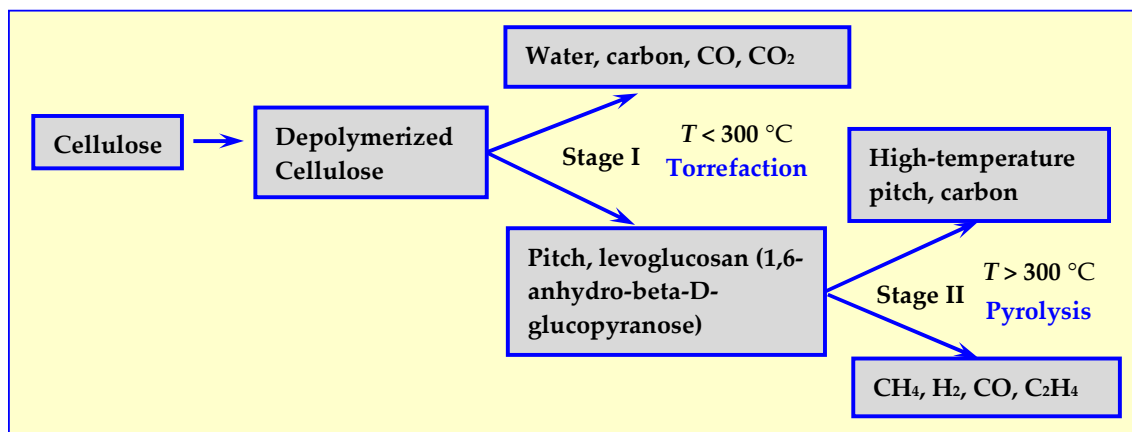 Water, carbon, CO, CO₂
Cellulose
Depolymerized
Cellulose
Stage I
T < 300 °C
Torrefaction
High-temperature
pitch, carbon
Pitch, levoglucosan (1,6-
anhydro-beta-D-
glucopyranose)
Stage II
T > 300 °C
Pyrolysis
CH₄, H₂, CO, C₂H₄